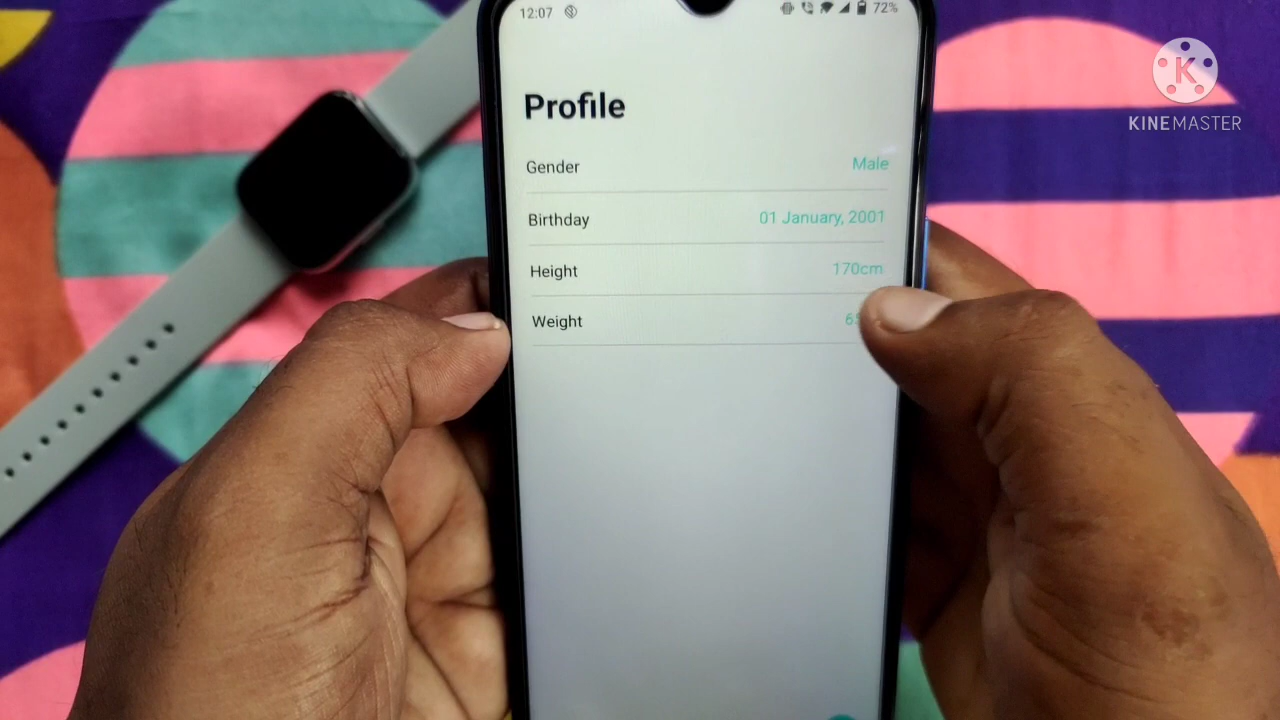 12:07 72%
KINEMASTER
Profile
Gender Male
Birthday 01 January, 2001
Height 170cm
Weight